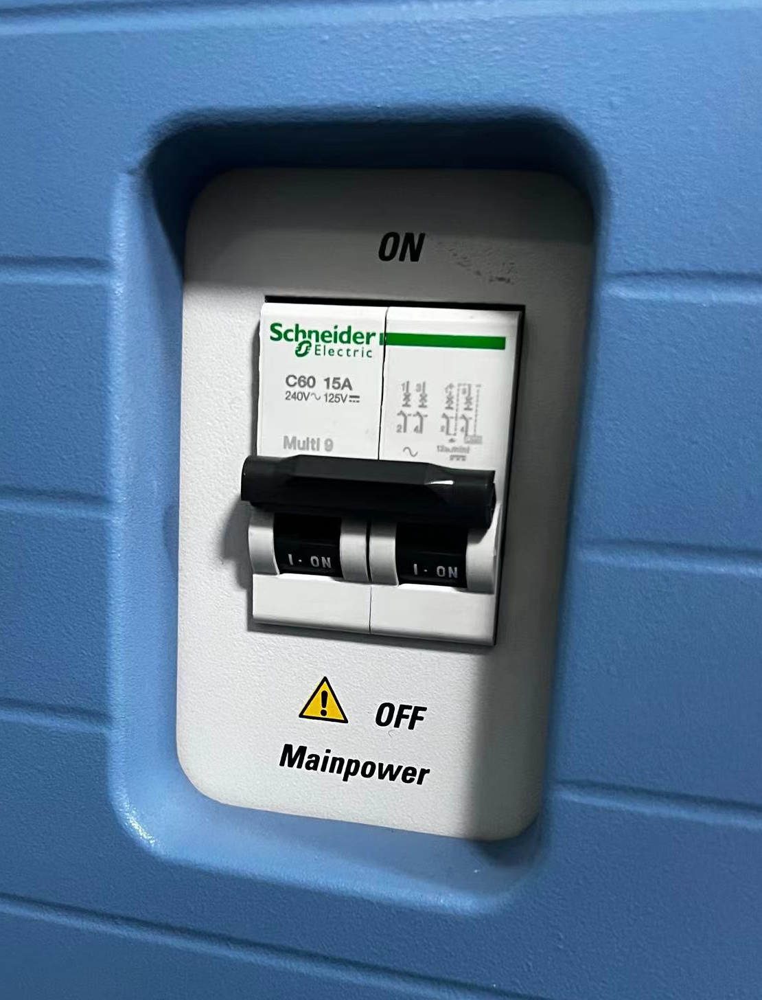 ON
Schneider
Electric
C60 15A
240V~ 125V⎓
Multi 9
I · ON
I · ON
OFF
Mainpower